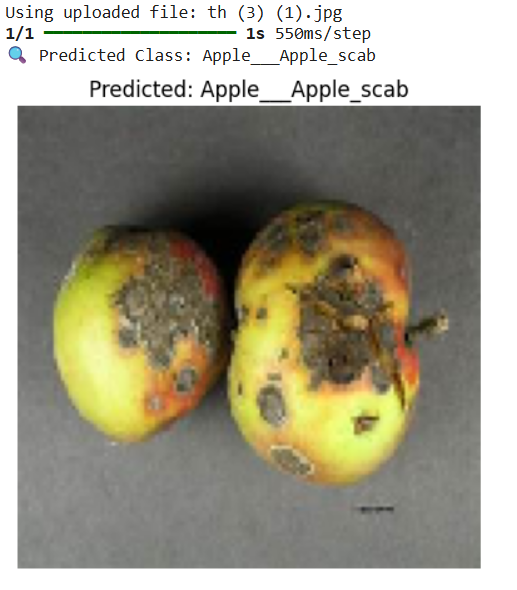 Using uploaded file: th (3) (1).jpg
1/1 ━━━━━━━━━━━━━━━━━━━━ 1s 550ms/step
🔍 Predicted Class: Apple___Apple_scab
Predicted: Apple___Apple_scab